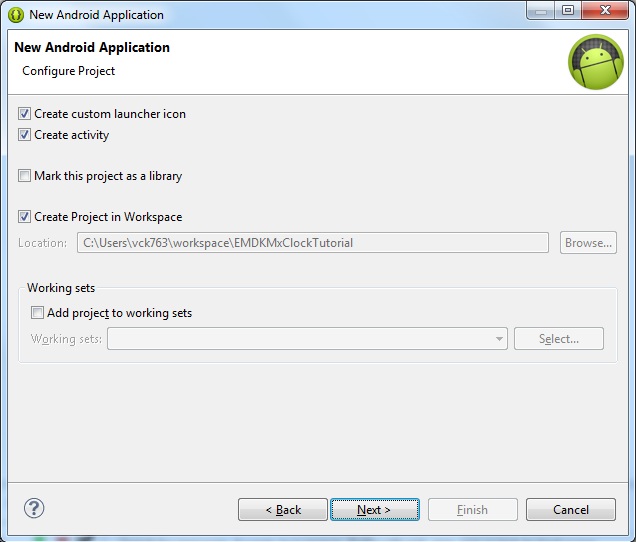 New Android Application
New Android Application
Configure Project
Create custom launcher icon
Create activity
Mark this project as a library
Create Project in Workspace
Location: C:\Users\vck763\workspace\EMDKMxClockTutorial Browse...
Working sets
Add project to working sets
Working sets: Select...
? < Back Next > Finish Cancel